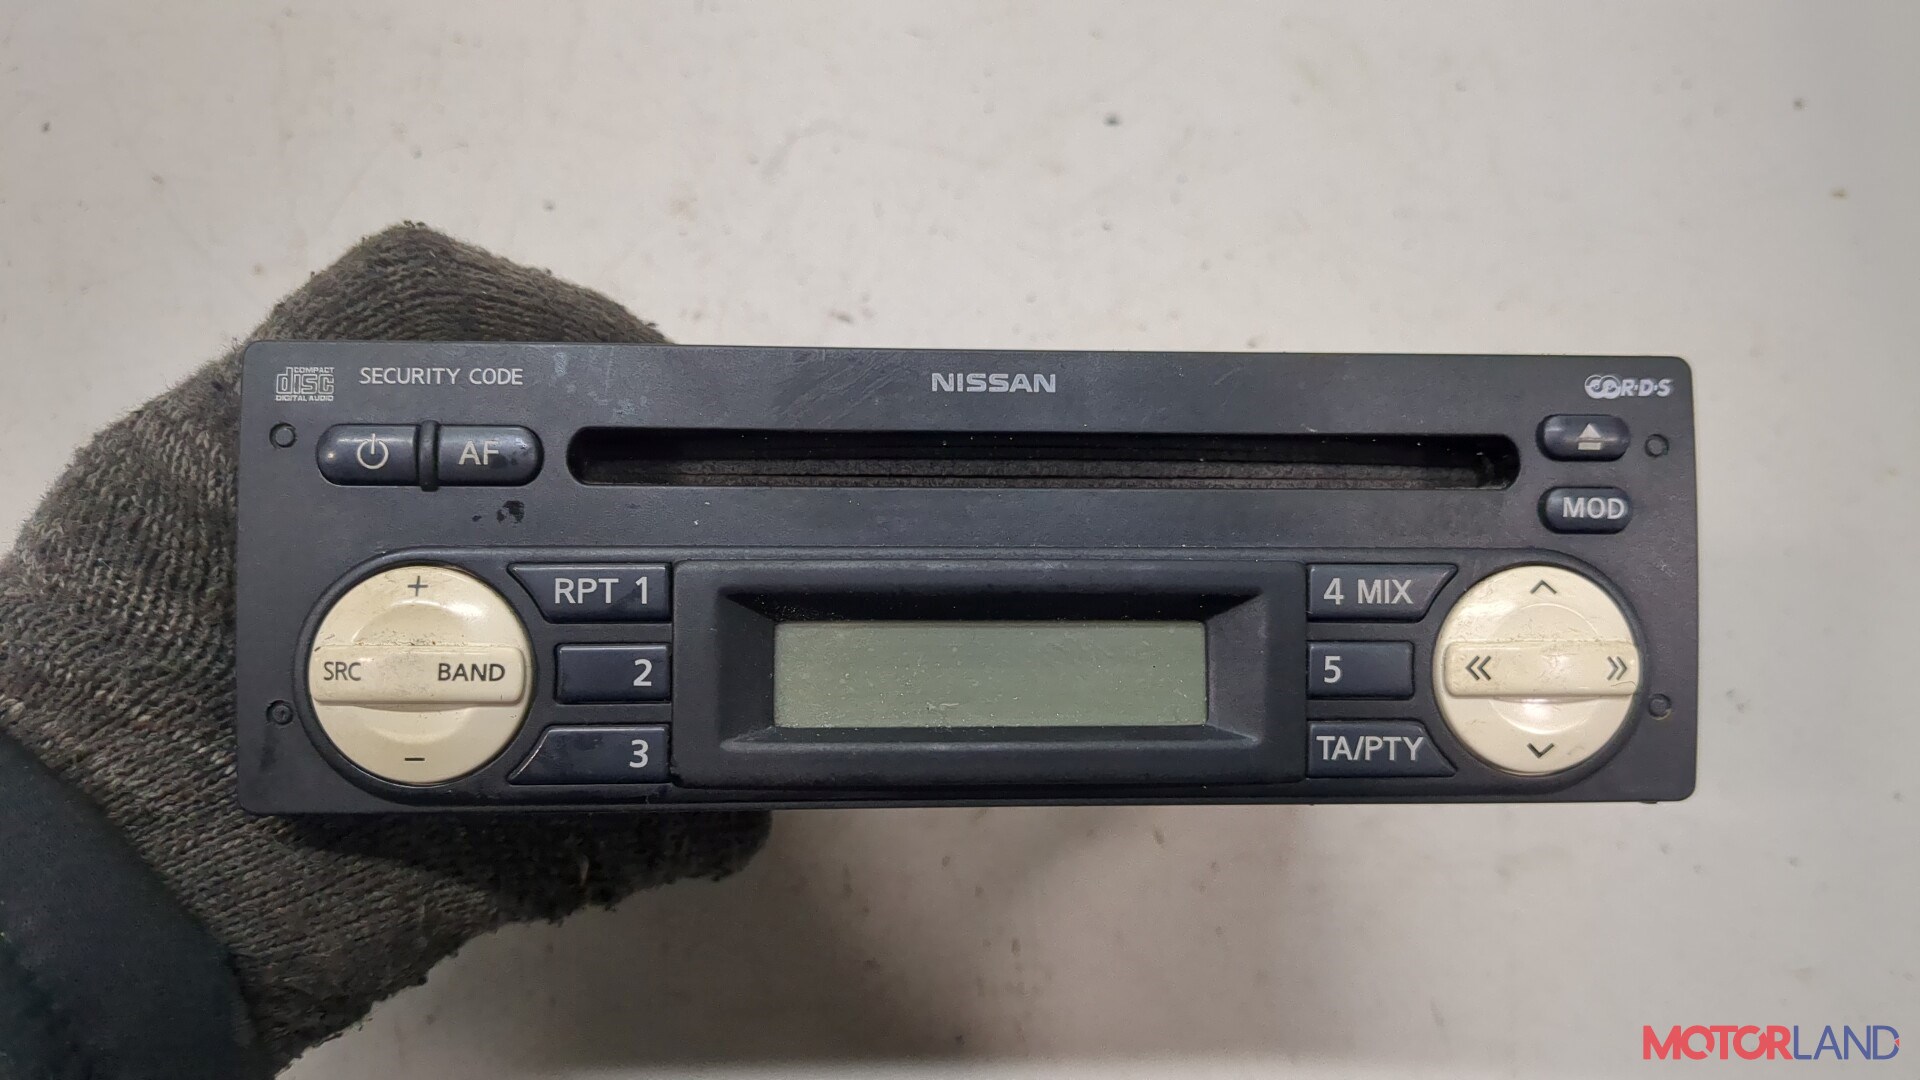 COMPACT
disc
DIGITAL AUDIO
SECURITY CODE
NISSAN
R·D·S
AF
MOD
+
RPT 1
4 MIX
SRC BAND
2
5
3
TA/PTY
−
MOTORLAND